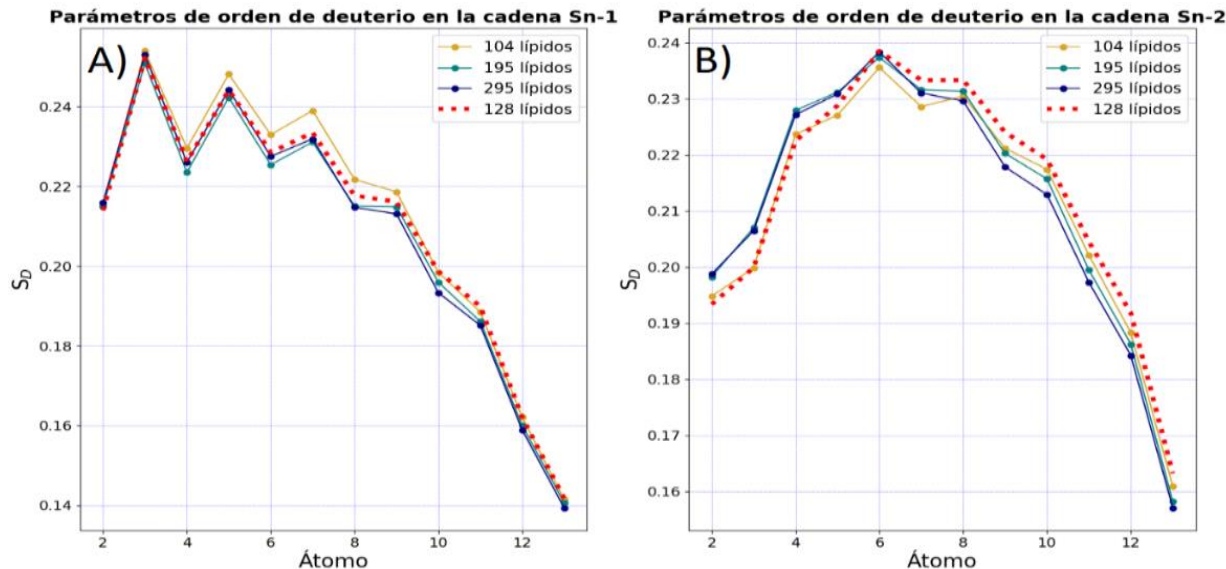 Parámetros de orden de deuterio en la cadena Sn-1
A)
104 lípidos
195 lípidos
295 lípidos
128 lípidos
0.24
0.22
0.20
0.18
0.16
0.14
S_D
2 4 6 8 10 12
Átomo
Parámetros de orden de deuterio en la cadena Sn-2
B)
104 lípidos
195 lípidos
295 lípidos
128 lípidos
0.24
0.23
0.22
0.21
0.20
0.19
0.18
0.17
0.16
S_D
2 4 6 8 10 12
Átomo